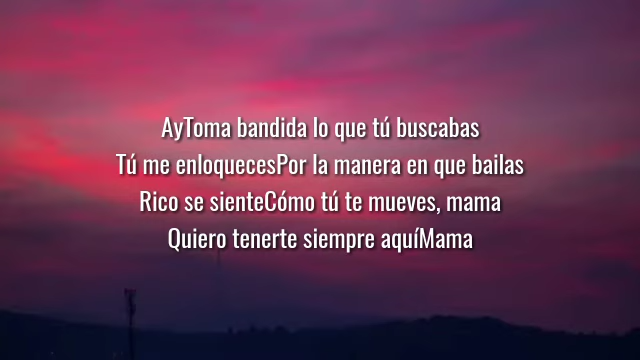 AyToma bandida lo que tú buscabas
Tú me enloquecesPor la manera en que bailas
Rico se sienteCómo tú te mueves, mama
Quiero tenerte siempre aquíMama